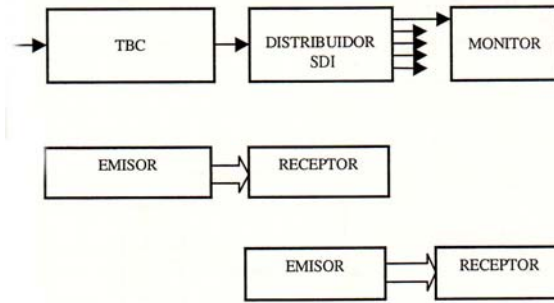 TBC
DISTRIBUIDOR
SDI
MONITOR
EMISOR
RECEPTOR
EMISOR
RECEPTOR